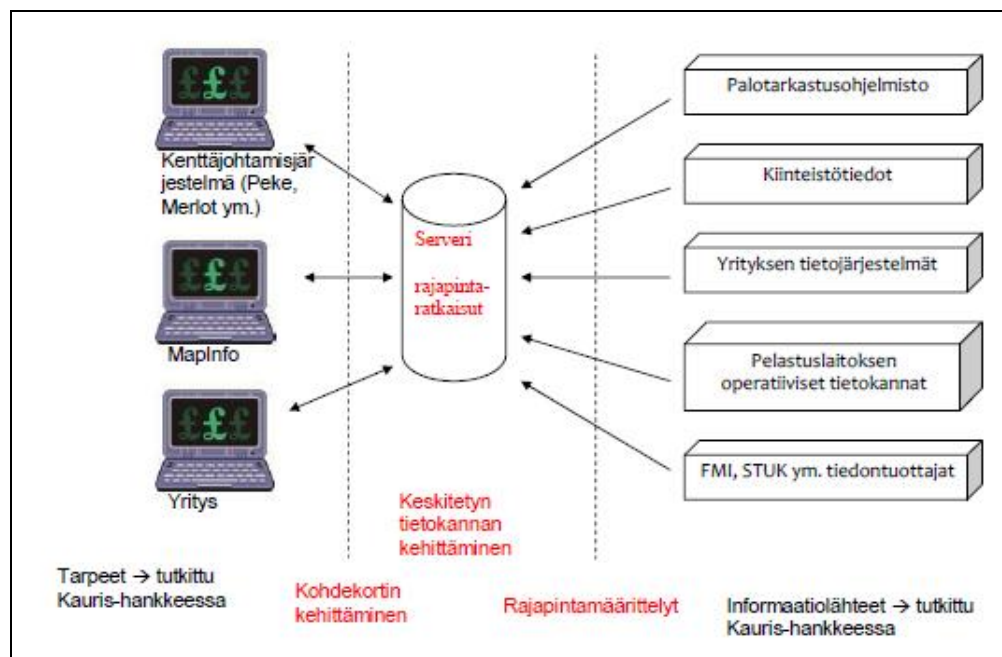 £££
Kenttäjohtamisjär
jestelmä (Peke,
Merlot ym.)
£££
MapInfo
£££
Yritys
Serveri
rajapinta-
ratkaisut
Palotarkastusohjelmisto
Kiinteistötiedot
Yrityksen tietojärjestelmät
Pelastuslaitoksen
operatiiviset tietokannat
FMI, STUK ym. tiedontuottajat
Keskitetyn
tietokannan
kehittäminen
Tarpeet → tutkittu
Kauris-hankkeessa
Kohdekortin
kehittäminen
Rajapintamäärittelyt
Informaatiolähteet → tutkittu
Kauris-hankkeessa